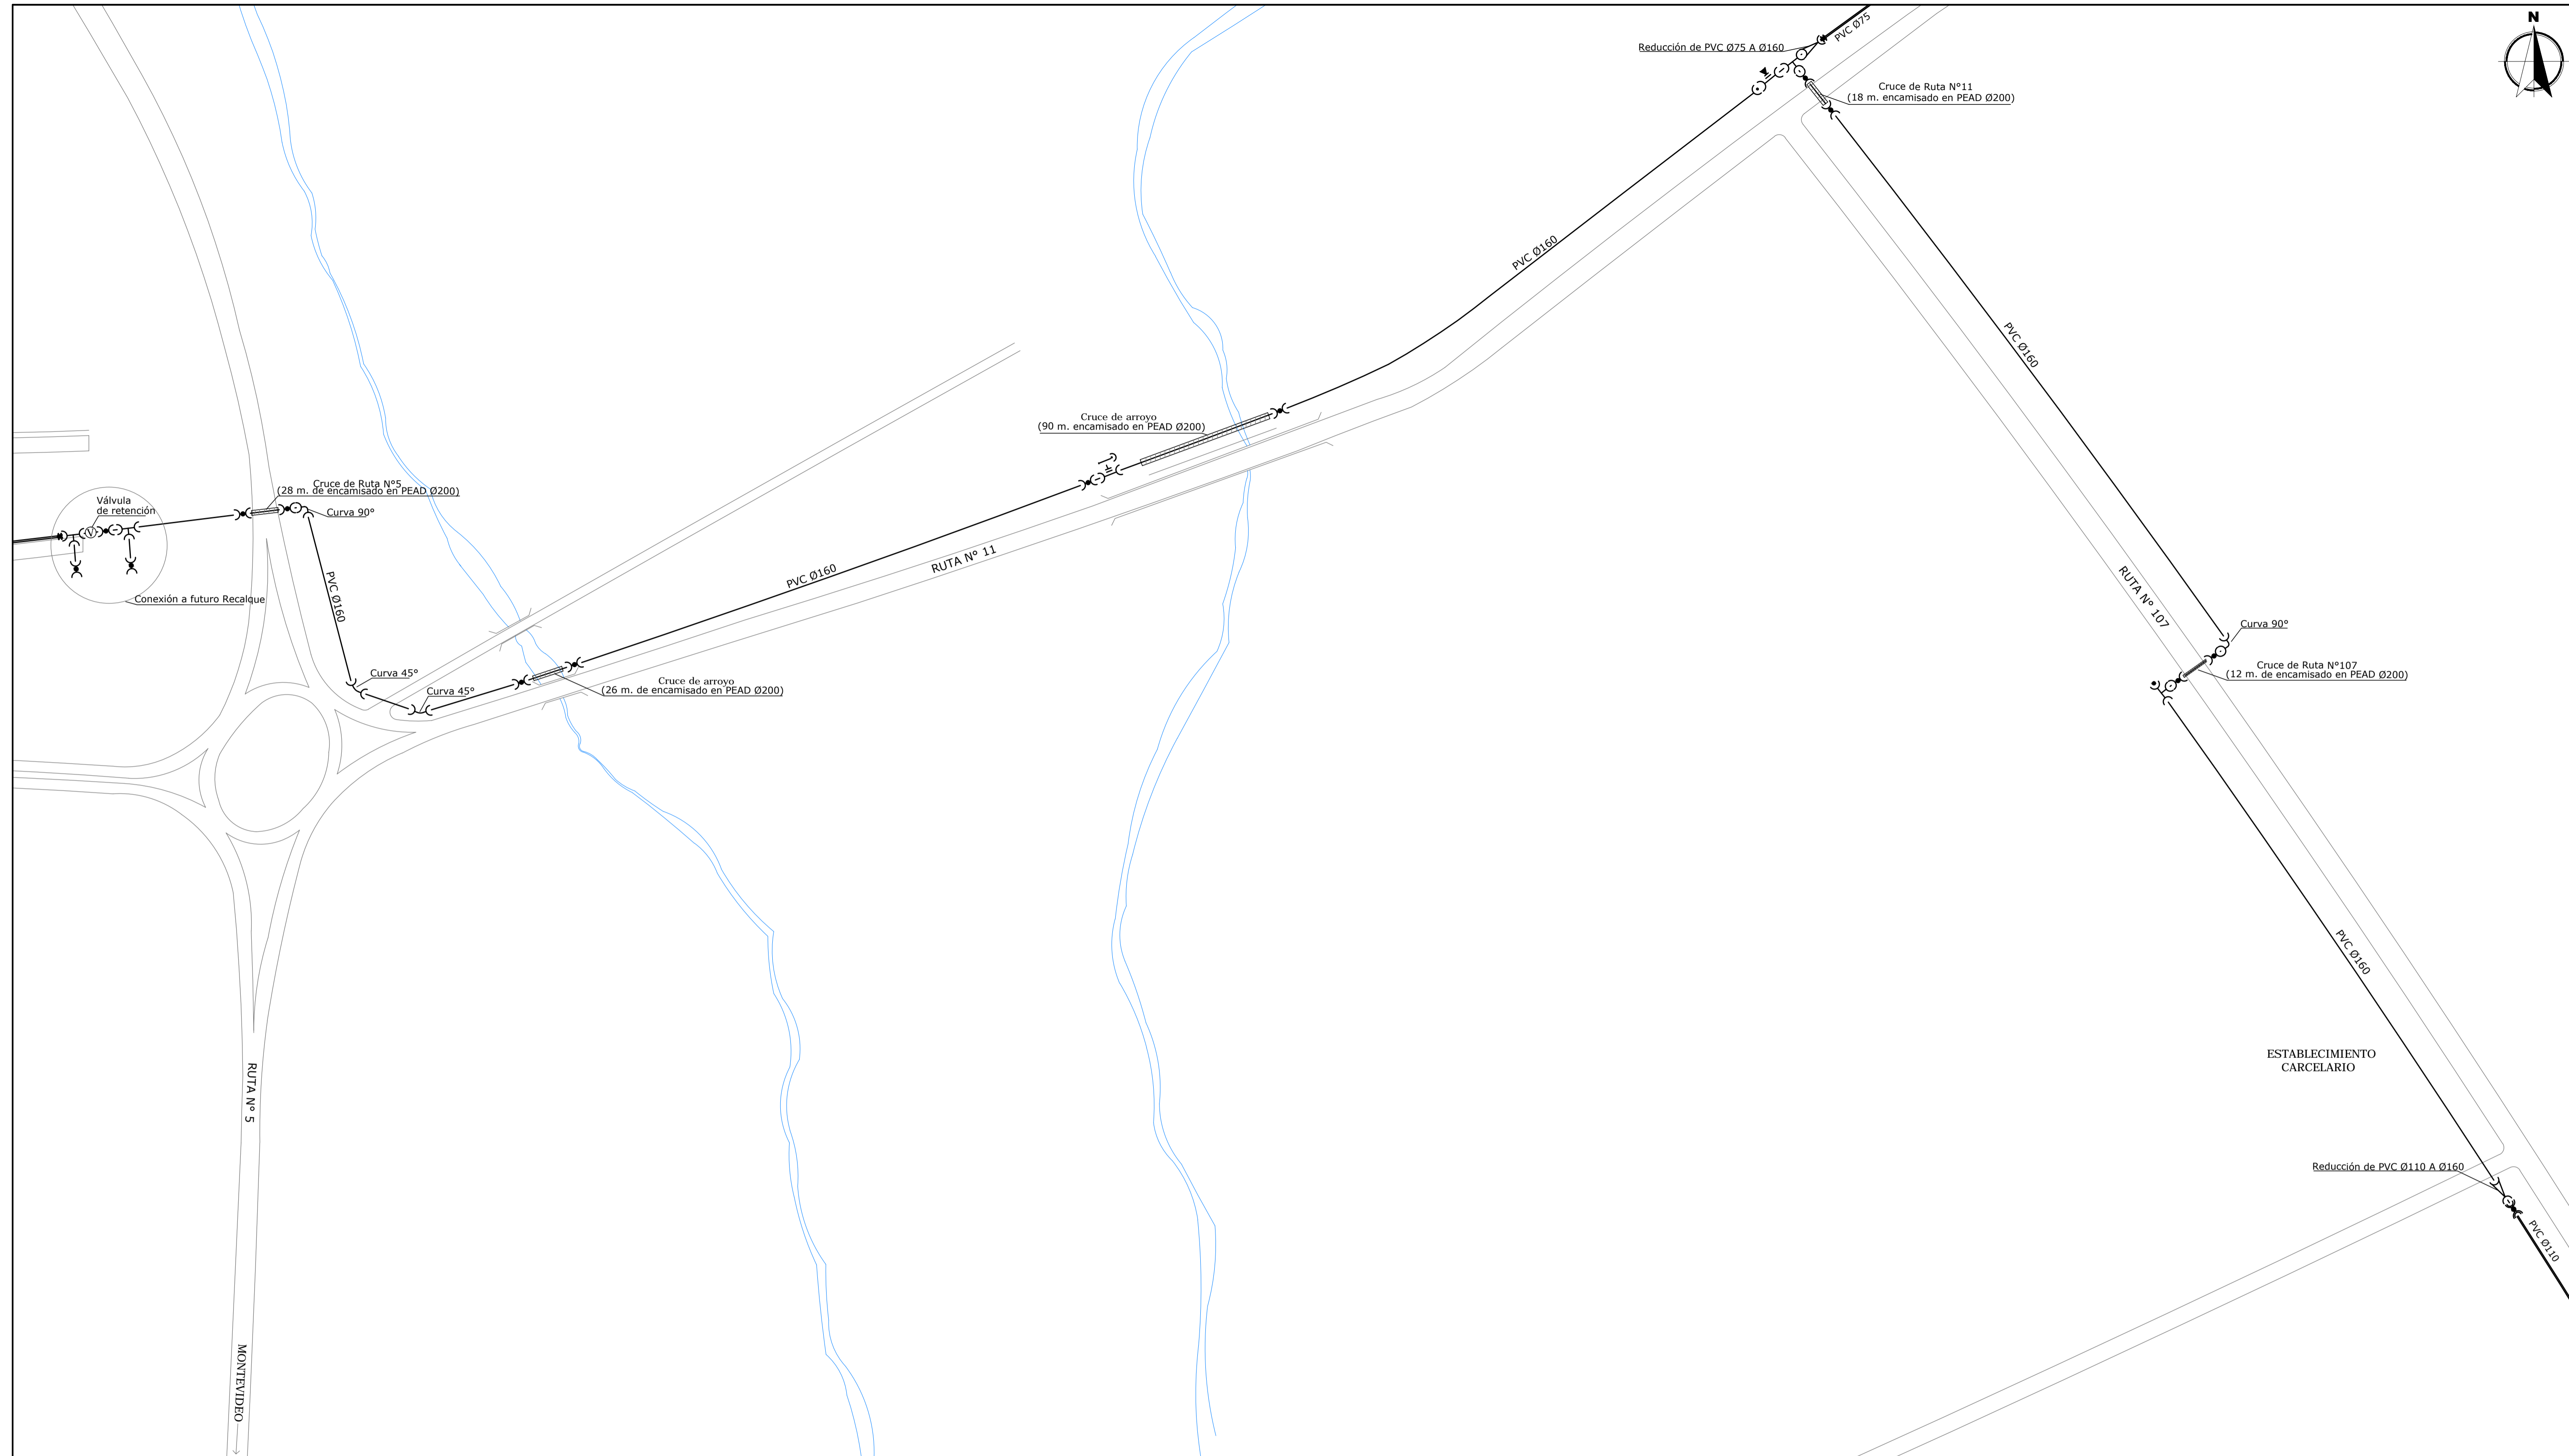 N
PVC Ø75
Reducción de PVC Ø75 A Ø160
Cruce de Ruta N°11
(18 m. encamisado en PEAD Ø200)
PVC Ø160
PVC Ø160
Cruce de arroyo
(90 m. encamisado en PEAD Ø200)
Cruce de Ruta N°5
(28 m. de encamisado en PEAD Ø200)
Válvula
de retención
V
Curva 90°
Conexión a futuro Recalque
PVC Ø160
PVC Ø160
RUTA N° 11
RUTA N° 107
Curva 90°
Cruce de Ruta N°107
(12 m. de encamisado en PEAD Ø200)
Curva 45°
Curva 45°
Cruce de arroyo
(26 m. de encamisado en PEAD Ø200)
PVC Ø160
ESTABLECIMIENTO
CARCELARIO
RUTA N° 5
Reducción de PVC Ø110 A Ø160
PVC Ø110
MONTEVIDEO